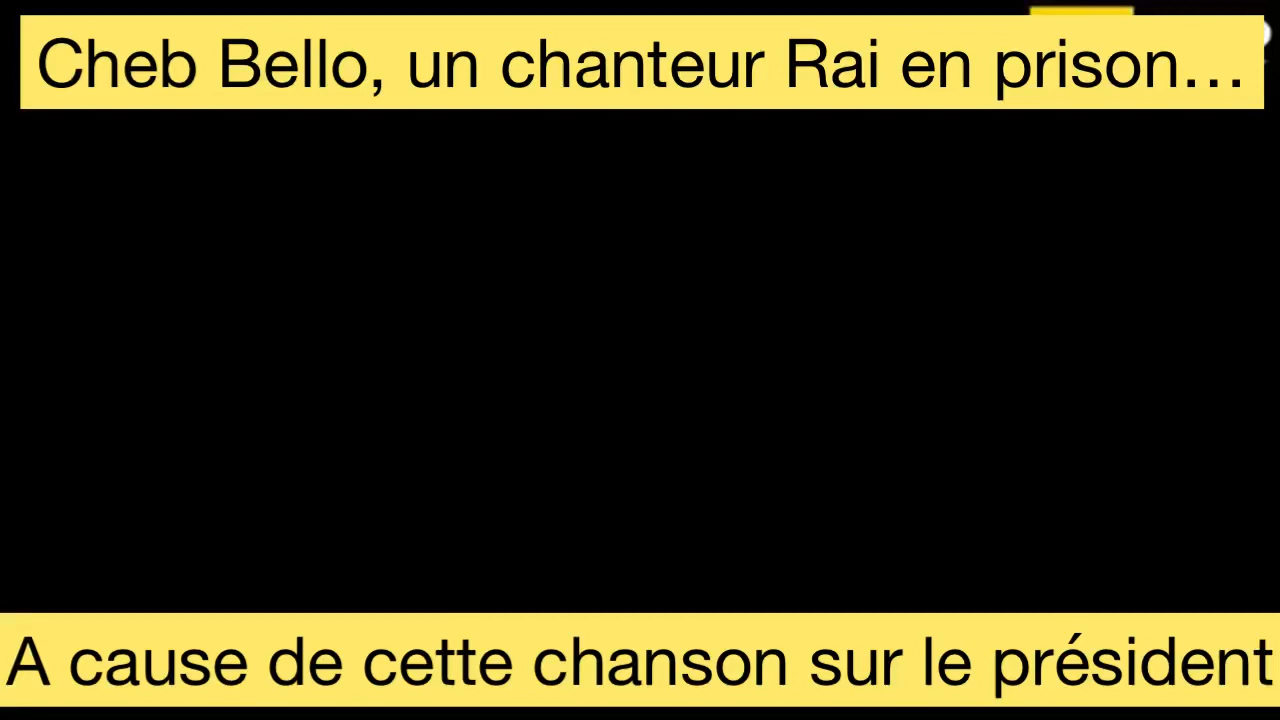 Cheb Bello, un chanteur Rai en prison…
A cause de cette chanson sur le président